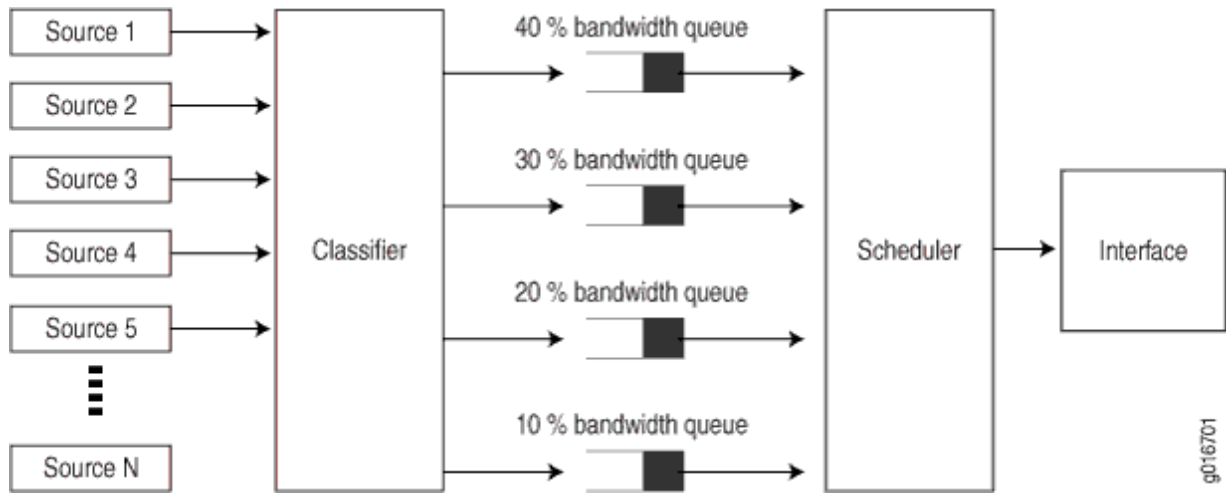 Source 1
Source 2
Source 3
Source 4
Source 5
Source N
Classifier
40 % bandwidth queue
30 % bandwidth queue
20 % bandwidth queue
10 % bandwidth queue
Scheduler
Interface
g016701